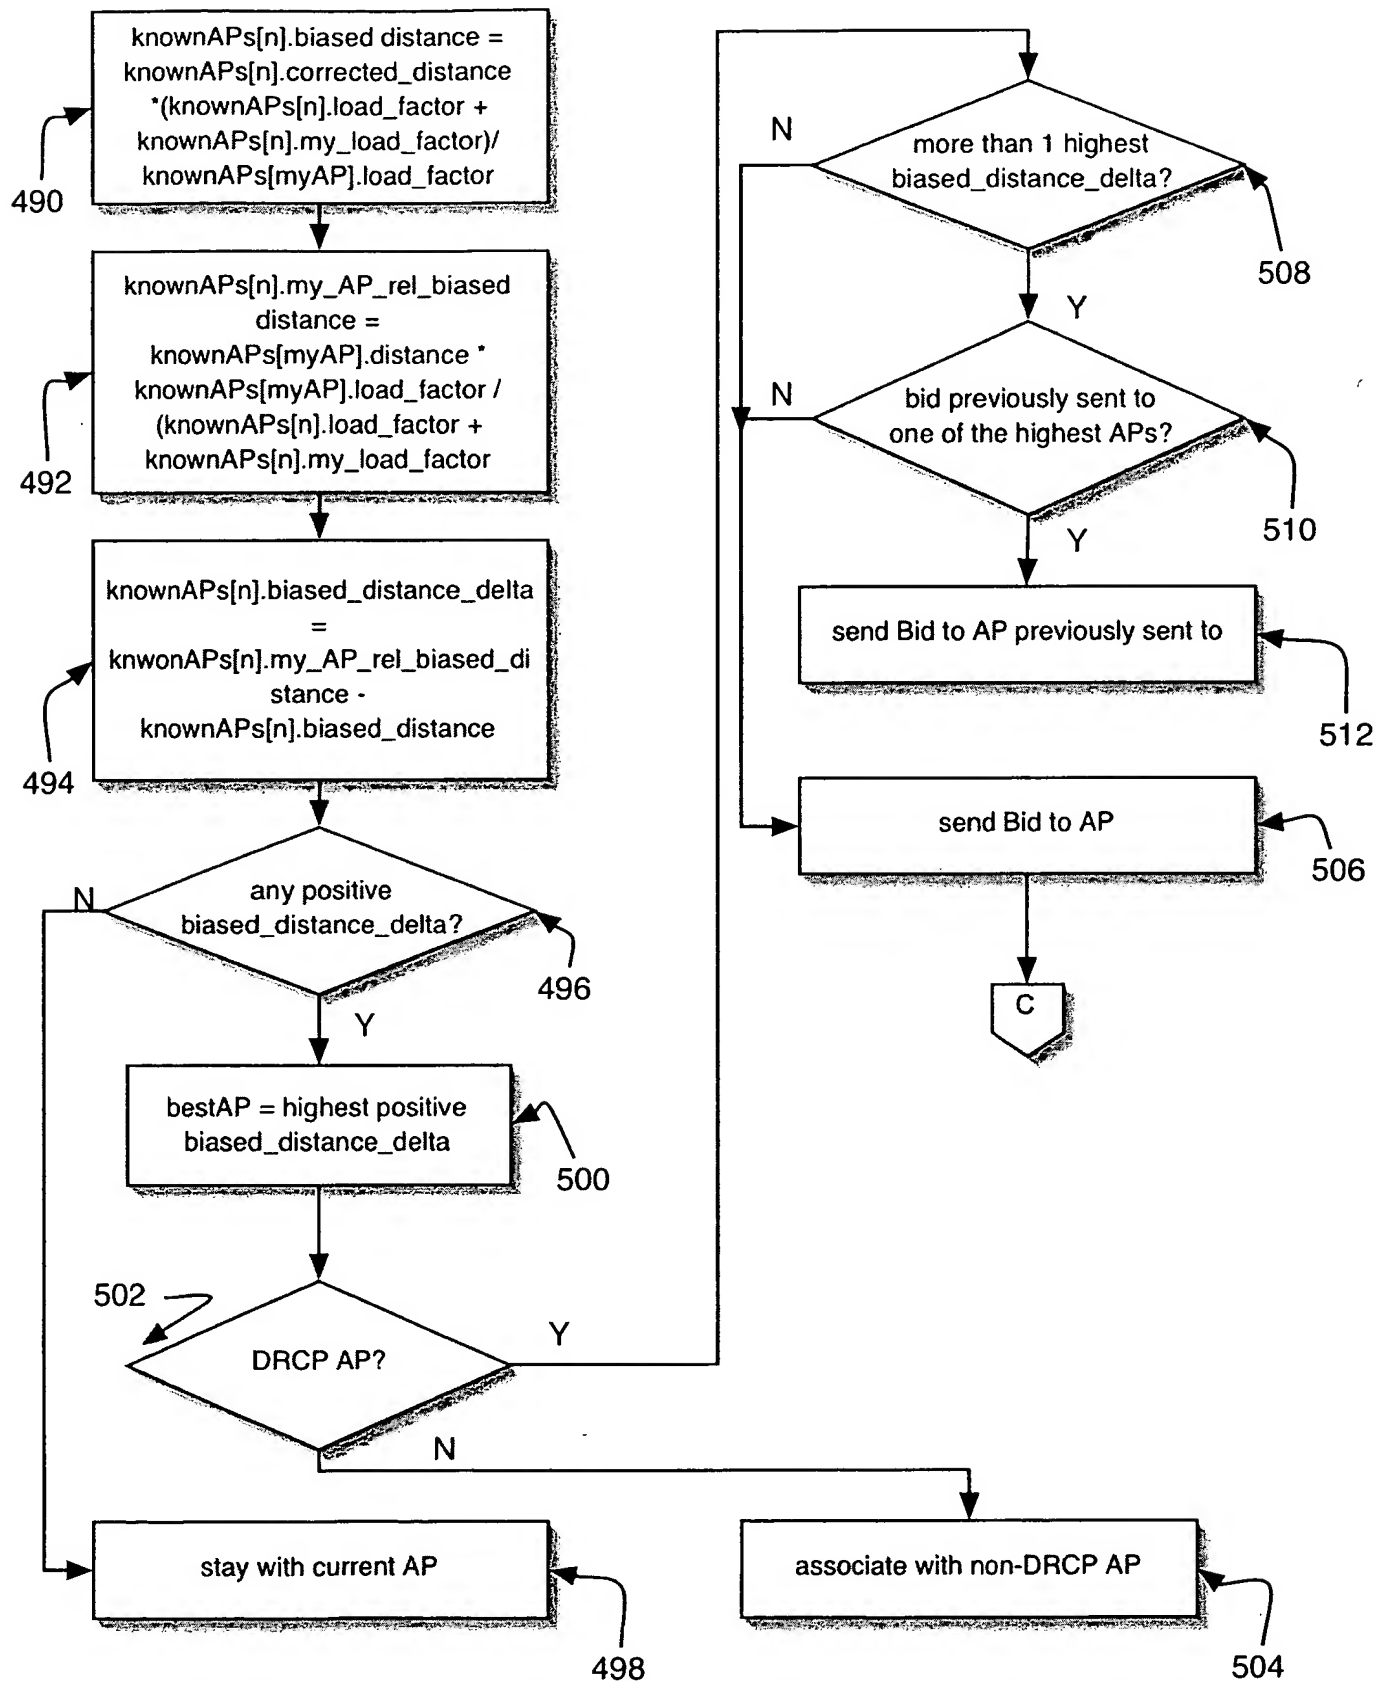 knownAPs[n].biased distance =
knownAPs[n].corrected_distance
*(knownAPs[n].load_factor +
knownAPs[n].my_load_factor)/
knownAPs[myAP].load_factor
490
knownAPs[n].my_AP_rel_biased
distance =
knownAPs[myAP].distance *
knownAPs[myAP].load_factor /
(knownAPs[n].load_factor +
knownAPs[n].my_load_factor
492
knownAPs[n].biased_distance_delta
=
knwonAPs[n].my_AP_rel_biased_di
stance -
knownAPs[n].biased_distance
494
any positive
biased_distance_delta?
N
496
Y
bestAP = highest positive
biased_distance_delta
500
502
DRCP AP?
Y
N
stay with current AP
498
associate with non-DRCP AP
504
more than 1 highest
biased_distance_delta?
N
508
Y
bid previously sent to
one of the highest APs?
N
510
Y
send Bid to AP previously sent to
512
send Bid to AP
506
C